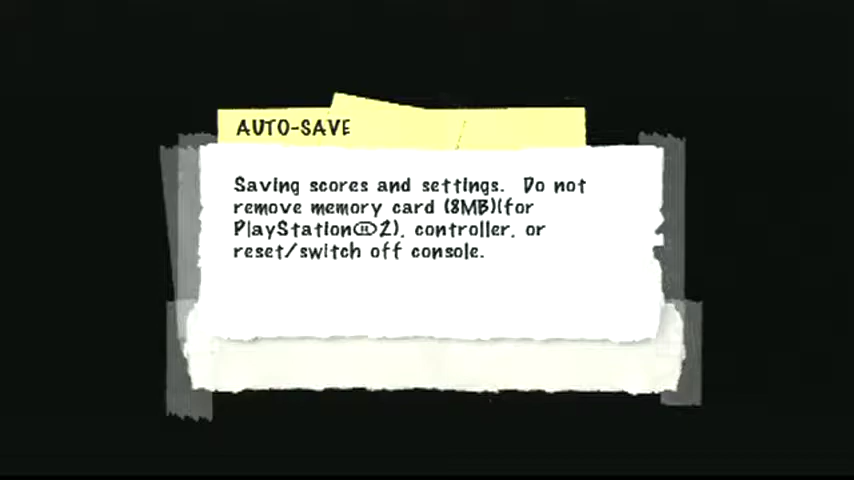 AUTO-SAVE
Saving scores and settings. Do not
remove memory card (8MB)(for
PlayStation®2), controller, or
reset/switch off console.